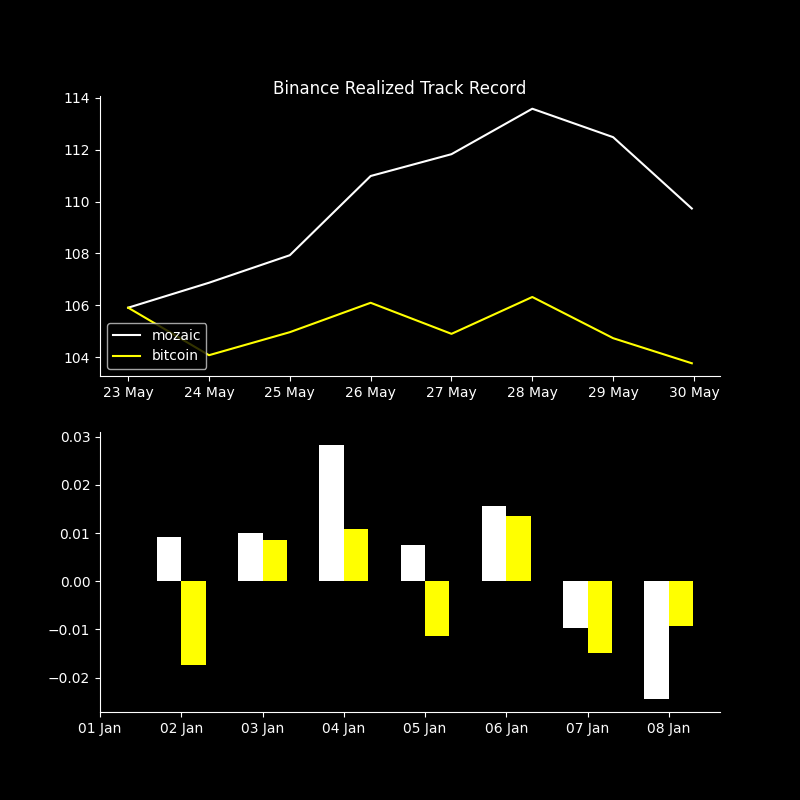 Binance Realized Track Record
114
112
110
108
106
104
mozaic
bitcoin
23 May 24 May 25 May 26 May 27 May 28 May 29 May 30 May
0.03
0.02
0.01
0.00
−0.01
−0.02
01 Jan 02 Jan 03 Jan 04 Jan 05 Jan 06 Jan 07 Jan 08 Jan